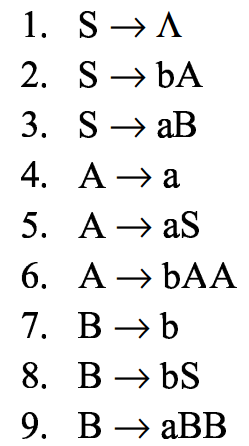 1. S → Λ
2. S → bA
3. S → aB
4. A → a
5. A → aS
6. A → bAA
7. B → b
8. B → bS
9. B → aBB